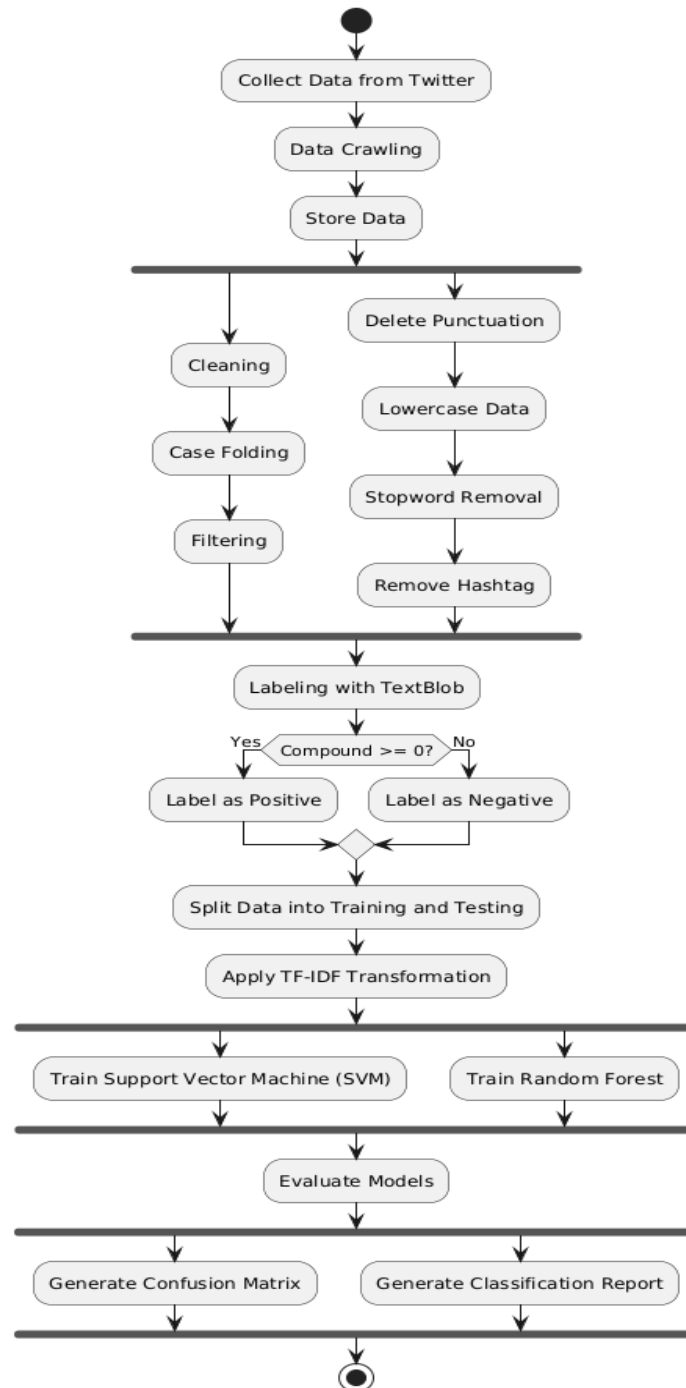 Collect Data from Twitter
Data Crawling
Store Data
Delete Punctuation
Cleaning
Lowercase Data
Case Folding
Stopword Removal
Filtering
Remove Hashtag
Labeling with TextBlob
Yes
Compound >= 0?
No
Label as Positive
Label as Negative
Split Data into Training and Testing
Apply TF-IDF Transformation
Train Support Vector Machine (SVM)
Train Random Forest
Evaluate Models
Generate Confusion Matrix
Generate Classification Report